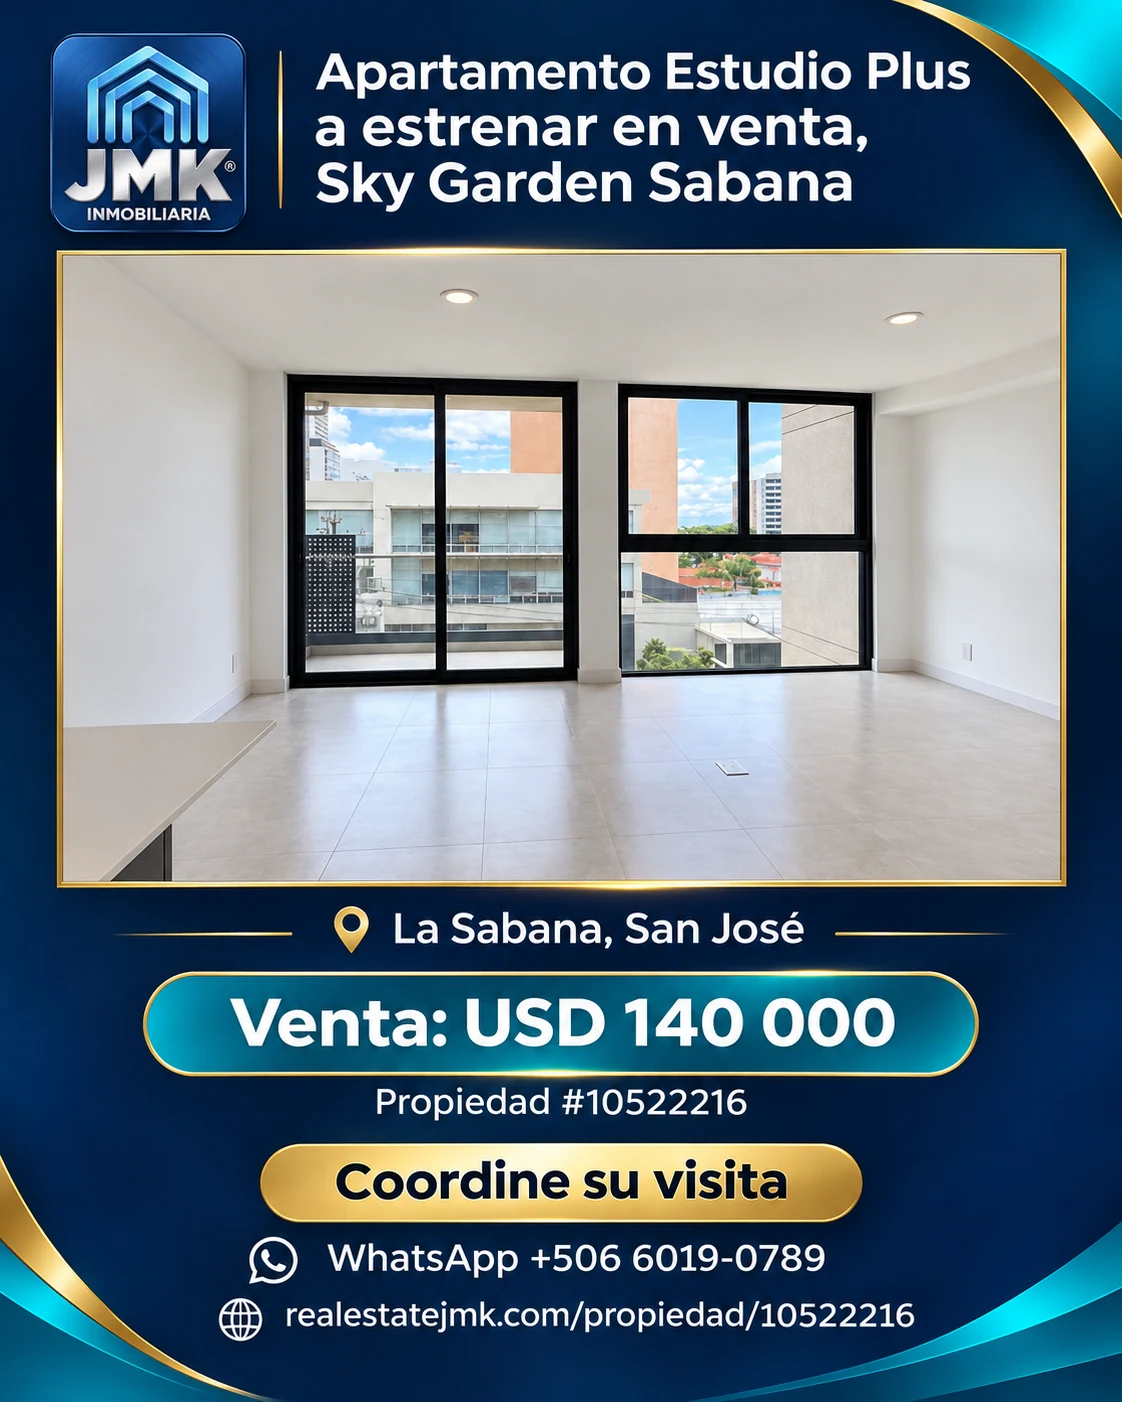 JMK®
INMOBILIARIA
Apartamento Estudio Plus
a estrenar en venta,
Sky Garden Sabana
La Sabana, San José
Venta: USD 140 000
Propiedad #10522216
Coordine su visita
WhatsApp +506 6019-0789
realestatejmk.com/propiedad/10522216